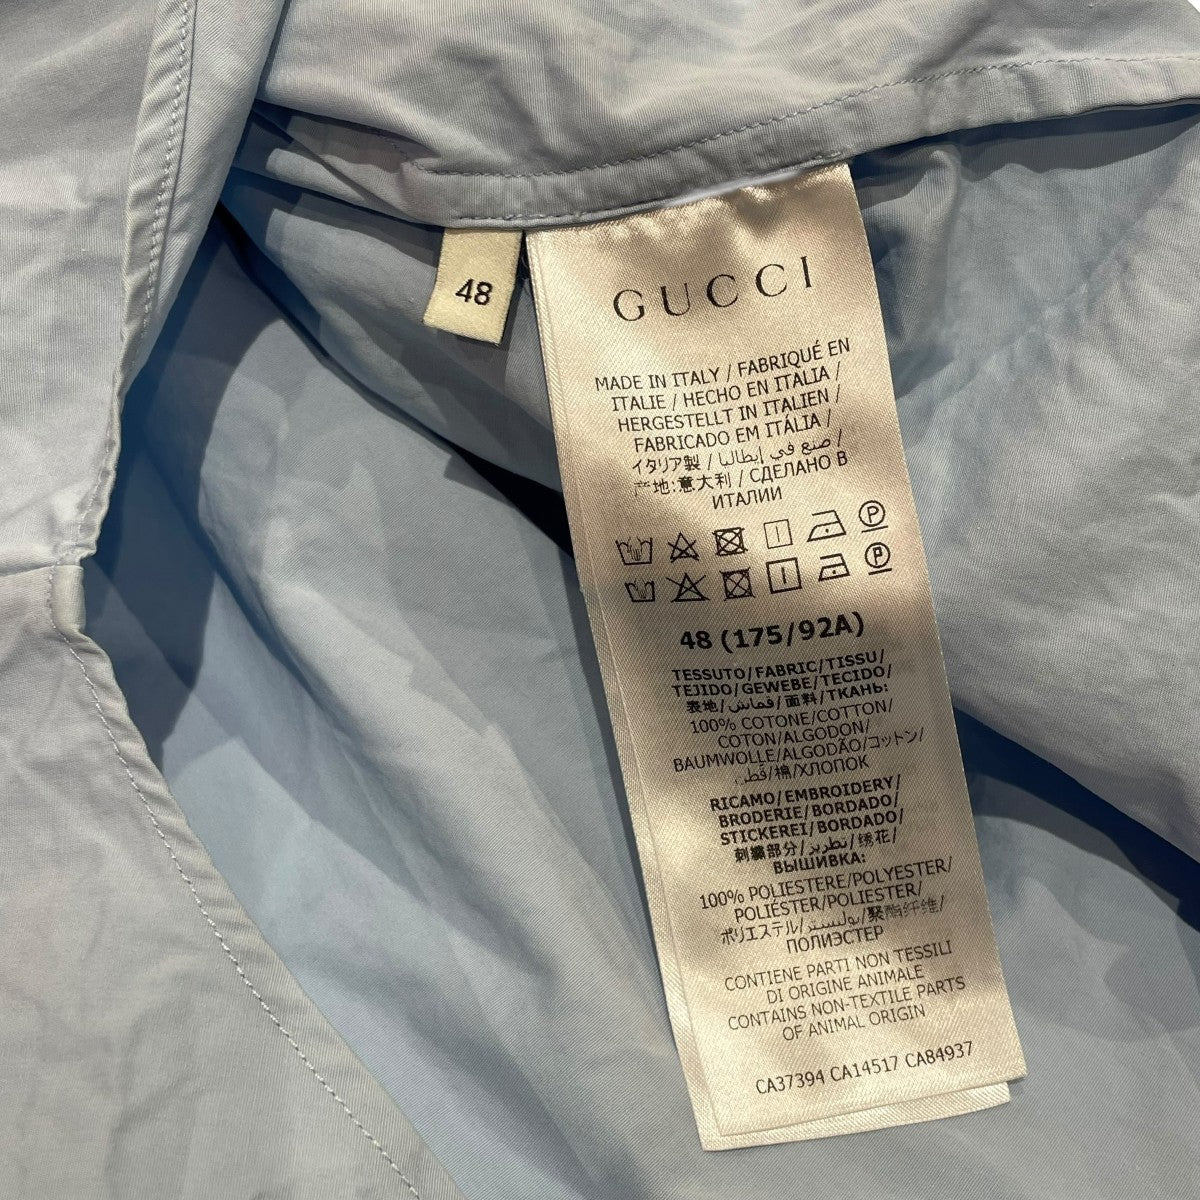 48
GUCCI
MADE IN ITALY / FABRIQUÉ EN
ITALIE / HECHO EN ITALIA /
HERGESTELLT IN ITALIEN /
FABRICADO EM ITÁLIA /
イタリア製 / صنع في إيطاليا /
产地:意大利 / СДЕЛАНО В
ИТАЛИИ
P
P
48 (175/92A)
TESSUTO/FABRIC/TISSU/
TEJIDO/GEWEBE/TECIDO/
表地/قماش/面料/ТКАНЬ:
100% COTONE/COTTON/
COTON/ALGODON/
BAUMWOLLE/ALGODÃO/コットン/
قطن/棉/ХЛОПОК
RICAMO/EMBROIDERY/
BRODERIE/BORDADO/
STICKEREI/BORDADO/
刺繍部分/تطريز/绣花/
ВЫШИВКА:
100% POLIESTERE/POLYESTER/
POLIÉSTER/POLIESTER/
ポリエステル/بوليستر/聚酯纤维/
ПОЛИЭСТЕР
CONTIENE PARTI NON TESSILI
DI ORIGINE ANIMALE
CONTAINS NON-TEXTILE PARTS
OF ANIMAL ORIGIN
CA37394 CA14517 CA84937